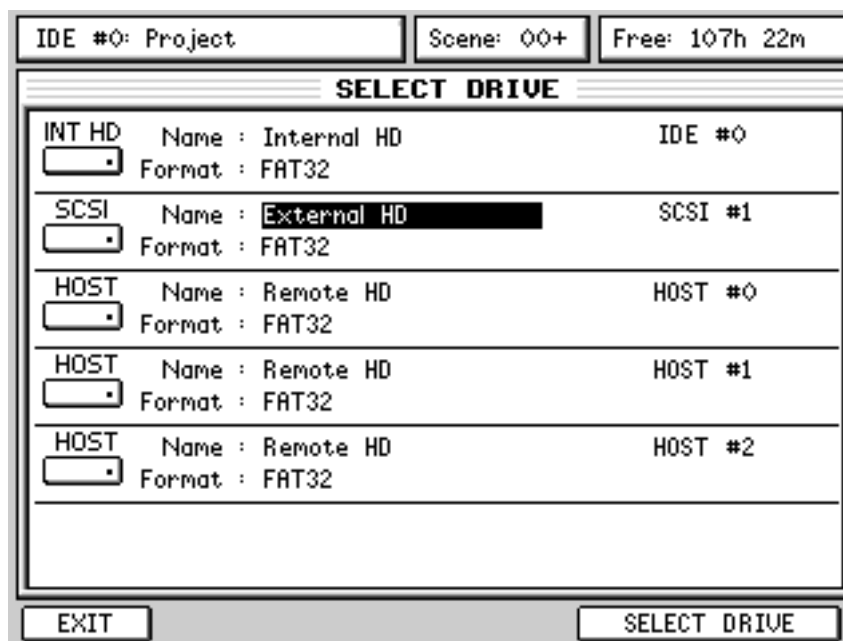 IDE #0: Project Scene: 00+ Free: 107h 22m
SELECT DRIVE
INT HD Name : Internal HD IDE #0
Format : FAT32
SCSI Name : External HD SCSI #1
Format : FAT32
HOST Name : Remote HD HOST #0
Format : FAT32
HOST Name : Remote HD HOST #1
Format : FAT32
HOST Name : Remote HD HOST #2
Format : FAT32
EXIT SELECT DRIVE